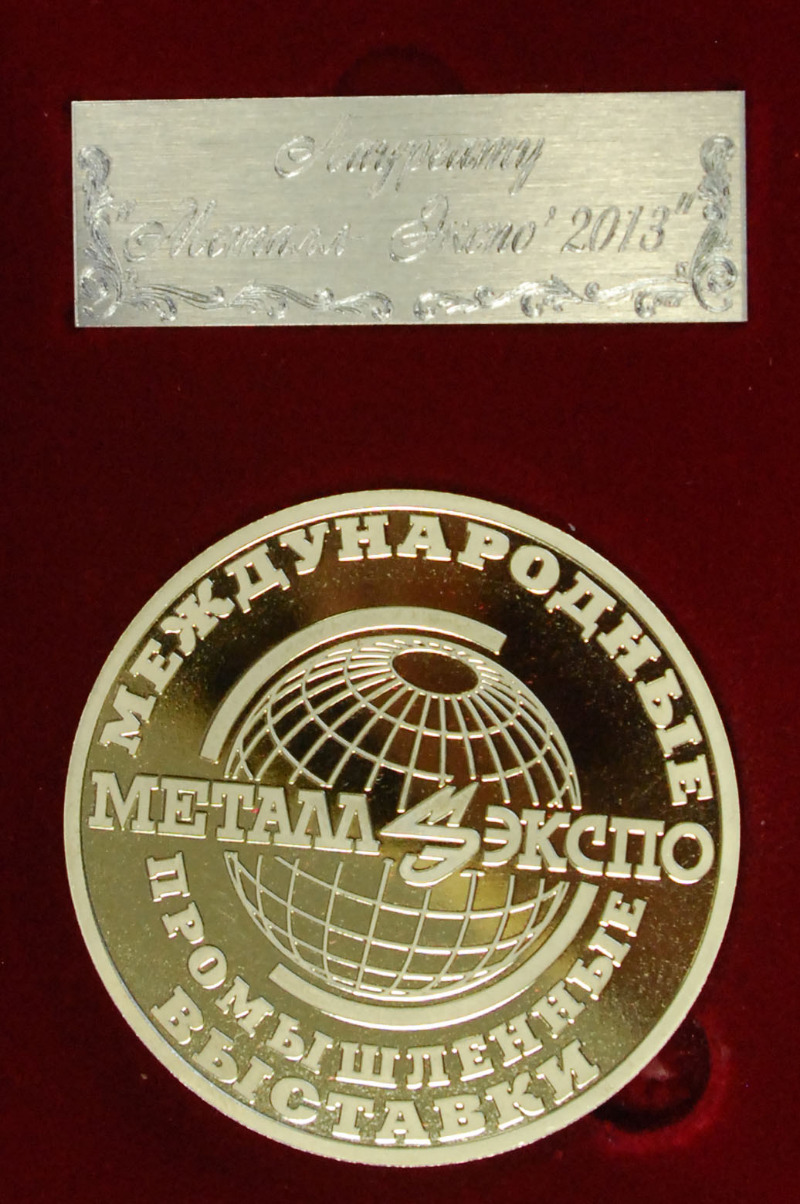 Лауреату
"Металл-Экспо' 2013"
МЕЖДУНАРОДНЫЕ
МЕТАЛЛ ЭКСПО
ПРОМЫШЛЕННЫЕ
ВЫСТАВКИ